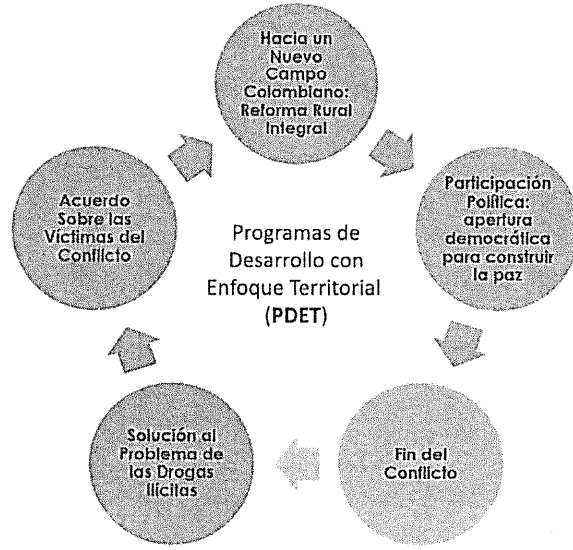 Hacia un
Nuevo
Campo
Colombiano:
Reforma Rural
Integral
Participación
Política:
apertura
democrática
para construir
la paz
Fin del
Conflicto
Solución al
Problema de
las Drogas
Ilícitas
Acuerdo
Sobre las
Víctimas del
Conflicto
Programas de
Desarrollo con
Enfoque Territorial
(PDET)